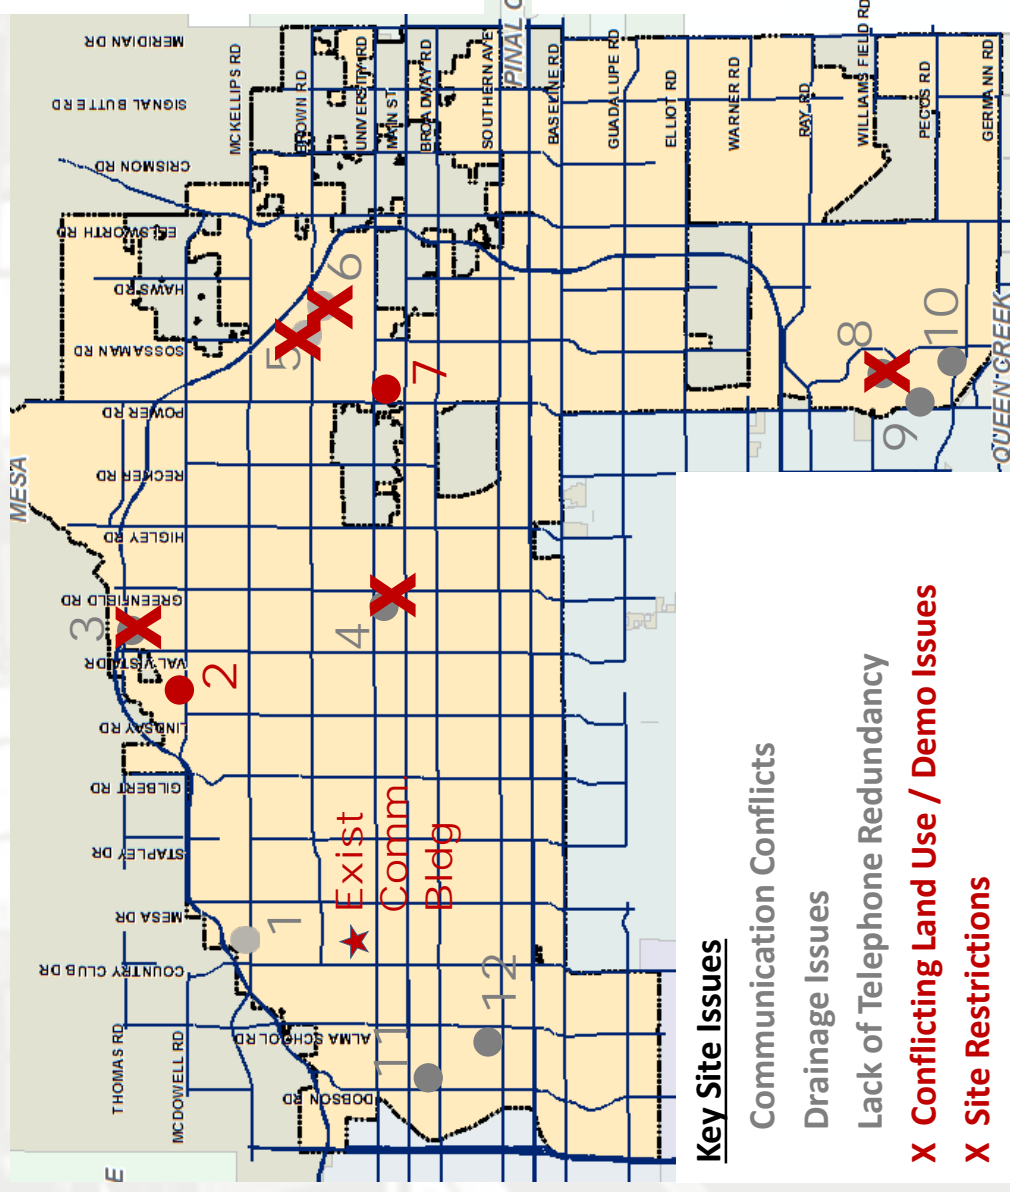 MESA
MERIDIAN DR
SIGNAL BUTTE RD
CRISMON RD
ELLSWORTH RD
HAWS RD
SOSSAMAN RD
POWER RD
RECKER RD
HIGLEY RD
GREENFIELD RD
VAL VISTA DR
LINDSAY RD
GILBERT RD
STAPLEY DR
MESA DR
COUNTRY CLUB DR
ALMA SCHOOL RD
DOBSON RD
THOMAS RD
MCDOWELL RD
MCKELLIPS RD
BROWN RD
UNIVERSITY RD
MAIN ST
BROADWAY RD
SOUTHERN AVE
BASELINE RD
GUADALUPE RD
ELLIOT RD
WARNER RD
RAY RD
WILLIAMS FIELD RD
PECOS RD
GERMANN RD
PINAL C
QUEEN CREEK
E
1
2
3
4
5
6
7
8
9
10
11
12
Exist
Comm
Bldg
Key Site Issues
Communication Conflicts
Drainage Issues
Lack of Telephone Redundancy
X Conflicting Land Use / Demo Issues
X Site Restrictions